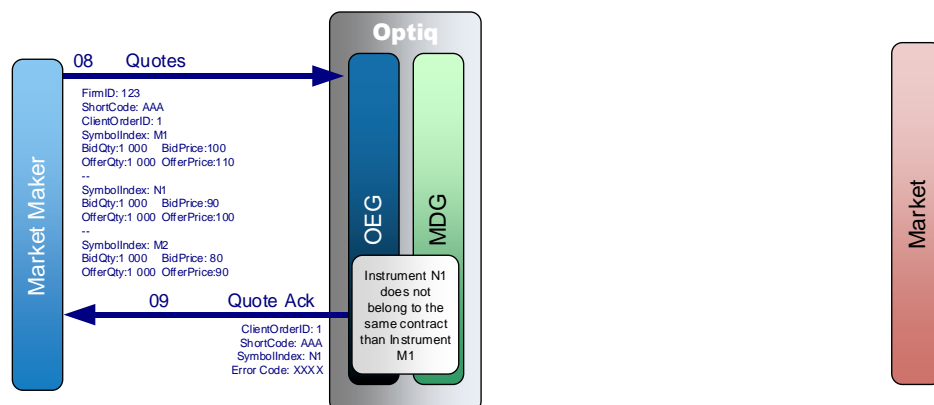 Optiq
08 Quotes
FirmID: 123
ShortCode: AAA
ClientOrderID: 1
SymbolIndex: M1
BidQty:1 000 BidPrice:100
OfferQty:1 000 OfferPrice:110
--
SymbolIndex: N1
BidQty:1 000 BidPrice:90
OfferQty:1 000 OfferPrice:100
--
SymbolIndex: M2
BidQty:1 000 BidPrice: 80
OfferQty:1 000 OfferPrice:90
Market Maker
OEG
MDG
Market
Instrument N1
does not
belong to the
same contract
than Instrument
M1
09 Quote Ack
ClientOrderID: 1
ShortCode: AAA
SymbolIndex: N1
Error Code: XXXX